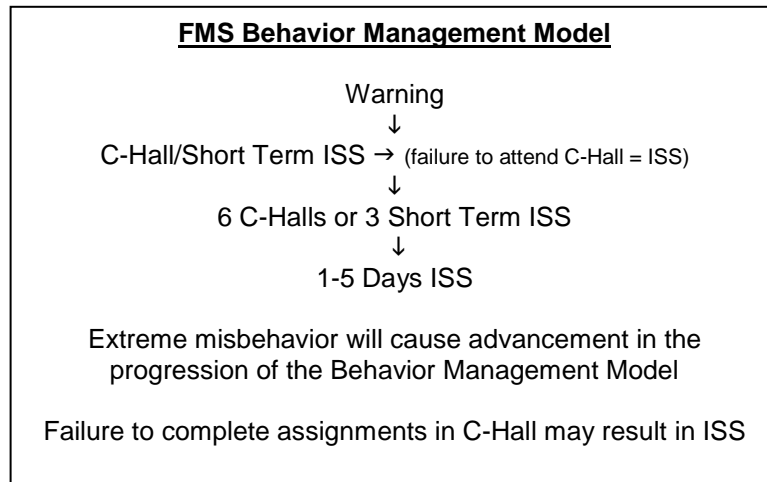 FMS Behavior Management Model
Warning
↓
C-Hall/Short Term ISS → (failure to attend C-Hall = ISS)
↓
6 C-Halls or 3 Short Term ISS
↓
1-5 Days ISS
Extreme misbehavior will cause advancement in the
progression of the Behavior Management Model
Failure to complete assignments in C-Hall may result in ISS